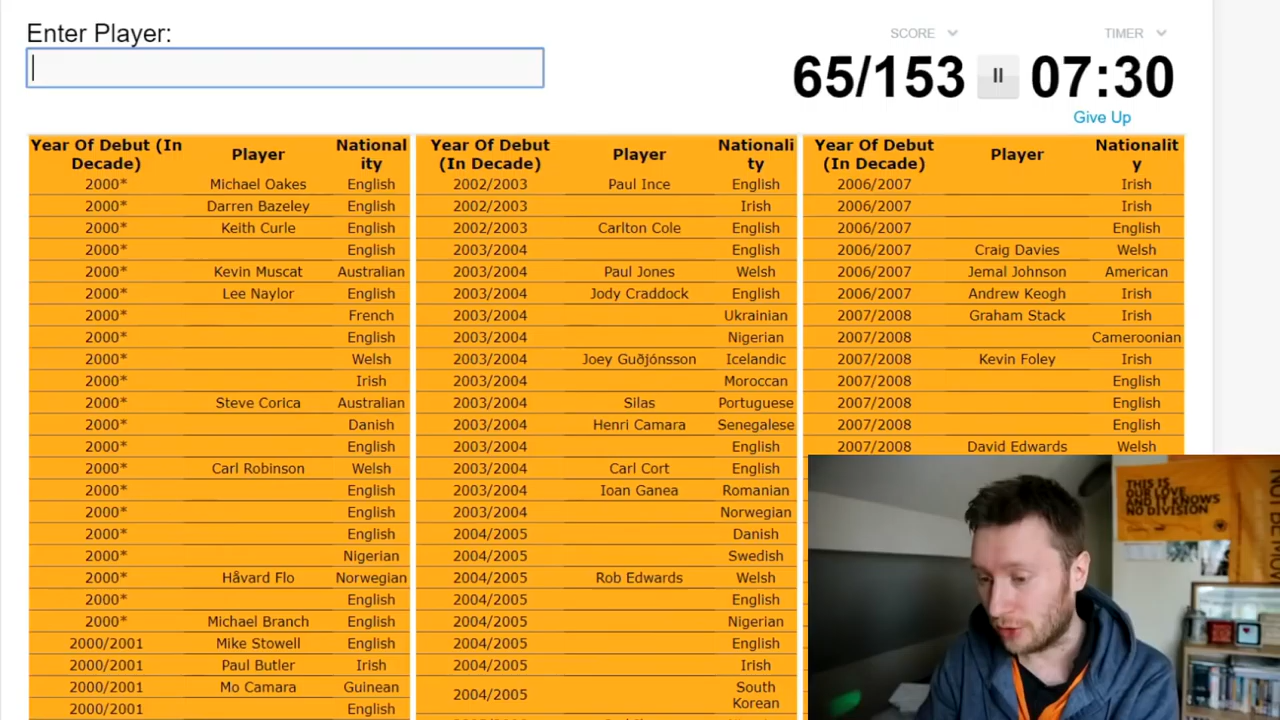 Enter Player:
SCORE
TIMER
65/153
07:30
Give Up
Year Of Debut (In Decade) Player Nationality
2000* Michael Oakes English
2000* Darren Bazeley English
2000* Keith Curle English
2000* English
2000* Kevin Muscat Australian
2000* Lee Naylor English
2000* French
2000* English
2000* Welsh
2000* Irish
2000* Steve Corica Australian
2000* Danish
2000* English
2000* Carl Robinson Welsh
2000* English
2000* English
2000* English
2000* Nigerian
2000* Håvard Flo Norwegian
2000* English
2000* Michael Branch English
2000/2001 Mike Stowell English
2000/2001 Paul Butler Irish
2000/2001 Mo Camara Guinean
2000/2001 English
Year Of Debut (In Decade) Player Nationality
2002/2003 Paul Ince English
2002/2003 Irish
2002/2003 Carlton Cole English
2003/2004 English
2003/2004 Paul Jones Welsh
2003/2004 Jody Craddock English
2003/2004 Ukrainian
2003/2004 Nigerian
2003/2004 Joey Guðjónsson Icelandic
2003/2004 Moroccan
2003/2004 Silas Portuguese
2003/2004 Henri Camara Senegalese
2003/2004 English
2003/2004 Carl Cort English
2003/2004 Ioan Ganea Romanian
2003/2004 Norwegian
2004/2005 Danish
2004/2005 Swedish
2004/2005 Rob Edwards Welsh
2004/2005 English
2004/2005 Nigerian
2004/2005 English
2004/2005 Irish
2004/2005 South Korean
Year Of Debut (In Decade) Player Nationality
2006/2007 Irish
2006/2007 Irish
2006/2007 English
2006/2007 Craig Davies Welsh
2006/2007 Jemal Johnson American
2006/2007 Andrew Keogh Irish
2007/2008 Graham Stack Irish
2007/2008 Cameroonian
2007/2008 Kevin Foley Irish
2007/2008 English
2007/2008 English
2007/2008 English
2007/2008 David Edwards Welsh
THIS IS
OUR LOVE
AND IT KNOWS
NO DIVISION